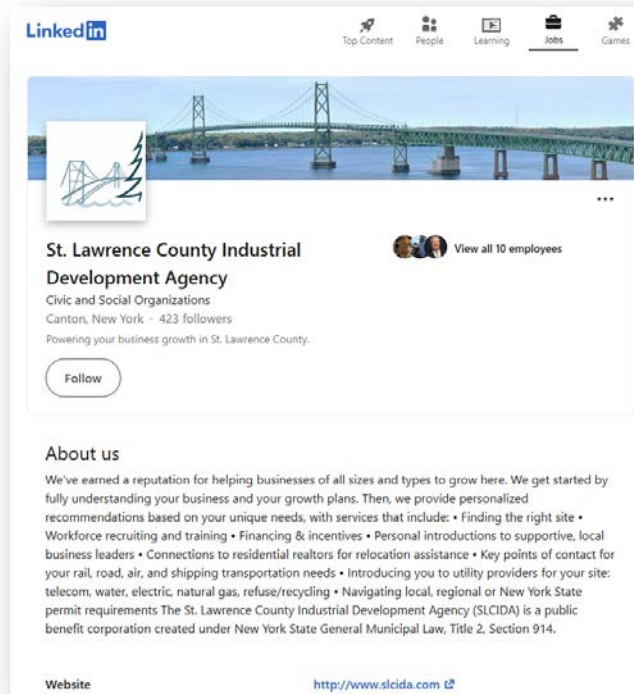 Linked in
Top Content
People
Learning
Jobs
Games
...
St. Lawrence County Industrial
Development Agency
View all 10 employees
Civic and Social Organizations
Canton, New York · 423 followers
Powering your business growth in St. Lawrence County.
Follow
About us
We've earned a reputation for helping businesses of all sizes and types to grow here. We get started by
fully understanding your business and your growth plans. Then, we provide personalized
recommendations based on your unique needs, with services that include: • Finding the right site •
Workforce recruiting and training • Financing & incentives • Personal introductions to supportive, local
business leaders • Connections to residential realtors for relocation assistance • Key points of contact for
your rail, road, air, and shipping transportation needs • Introducing you to utility providers for your site:
telecom, water, electric, natural gas, refuse/recycling • Navigating local, regional or New York State
permit requirements The St. Lawrence County Industrial Development Agency (SLCIDA) is a public
benefit corporation created under New York State General Municipal Law, Title 2, Section 914.
Website
http://www.slcida.com